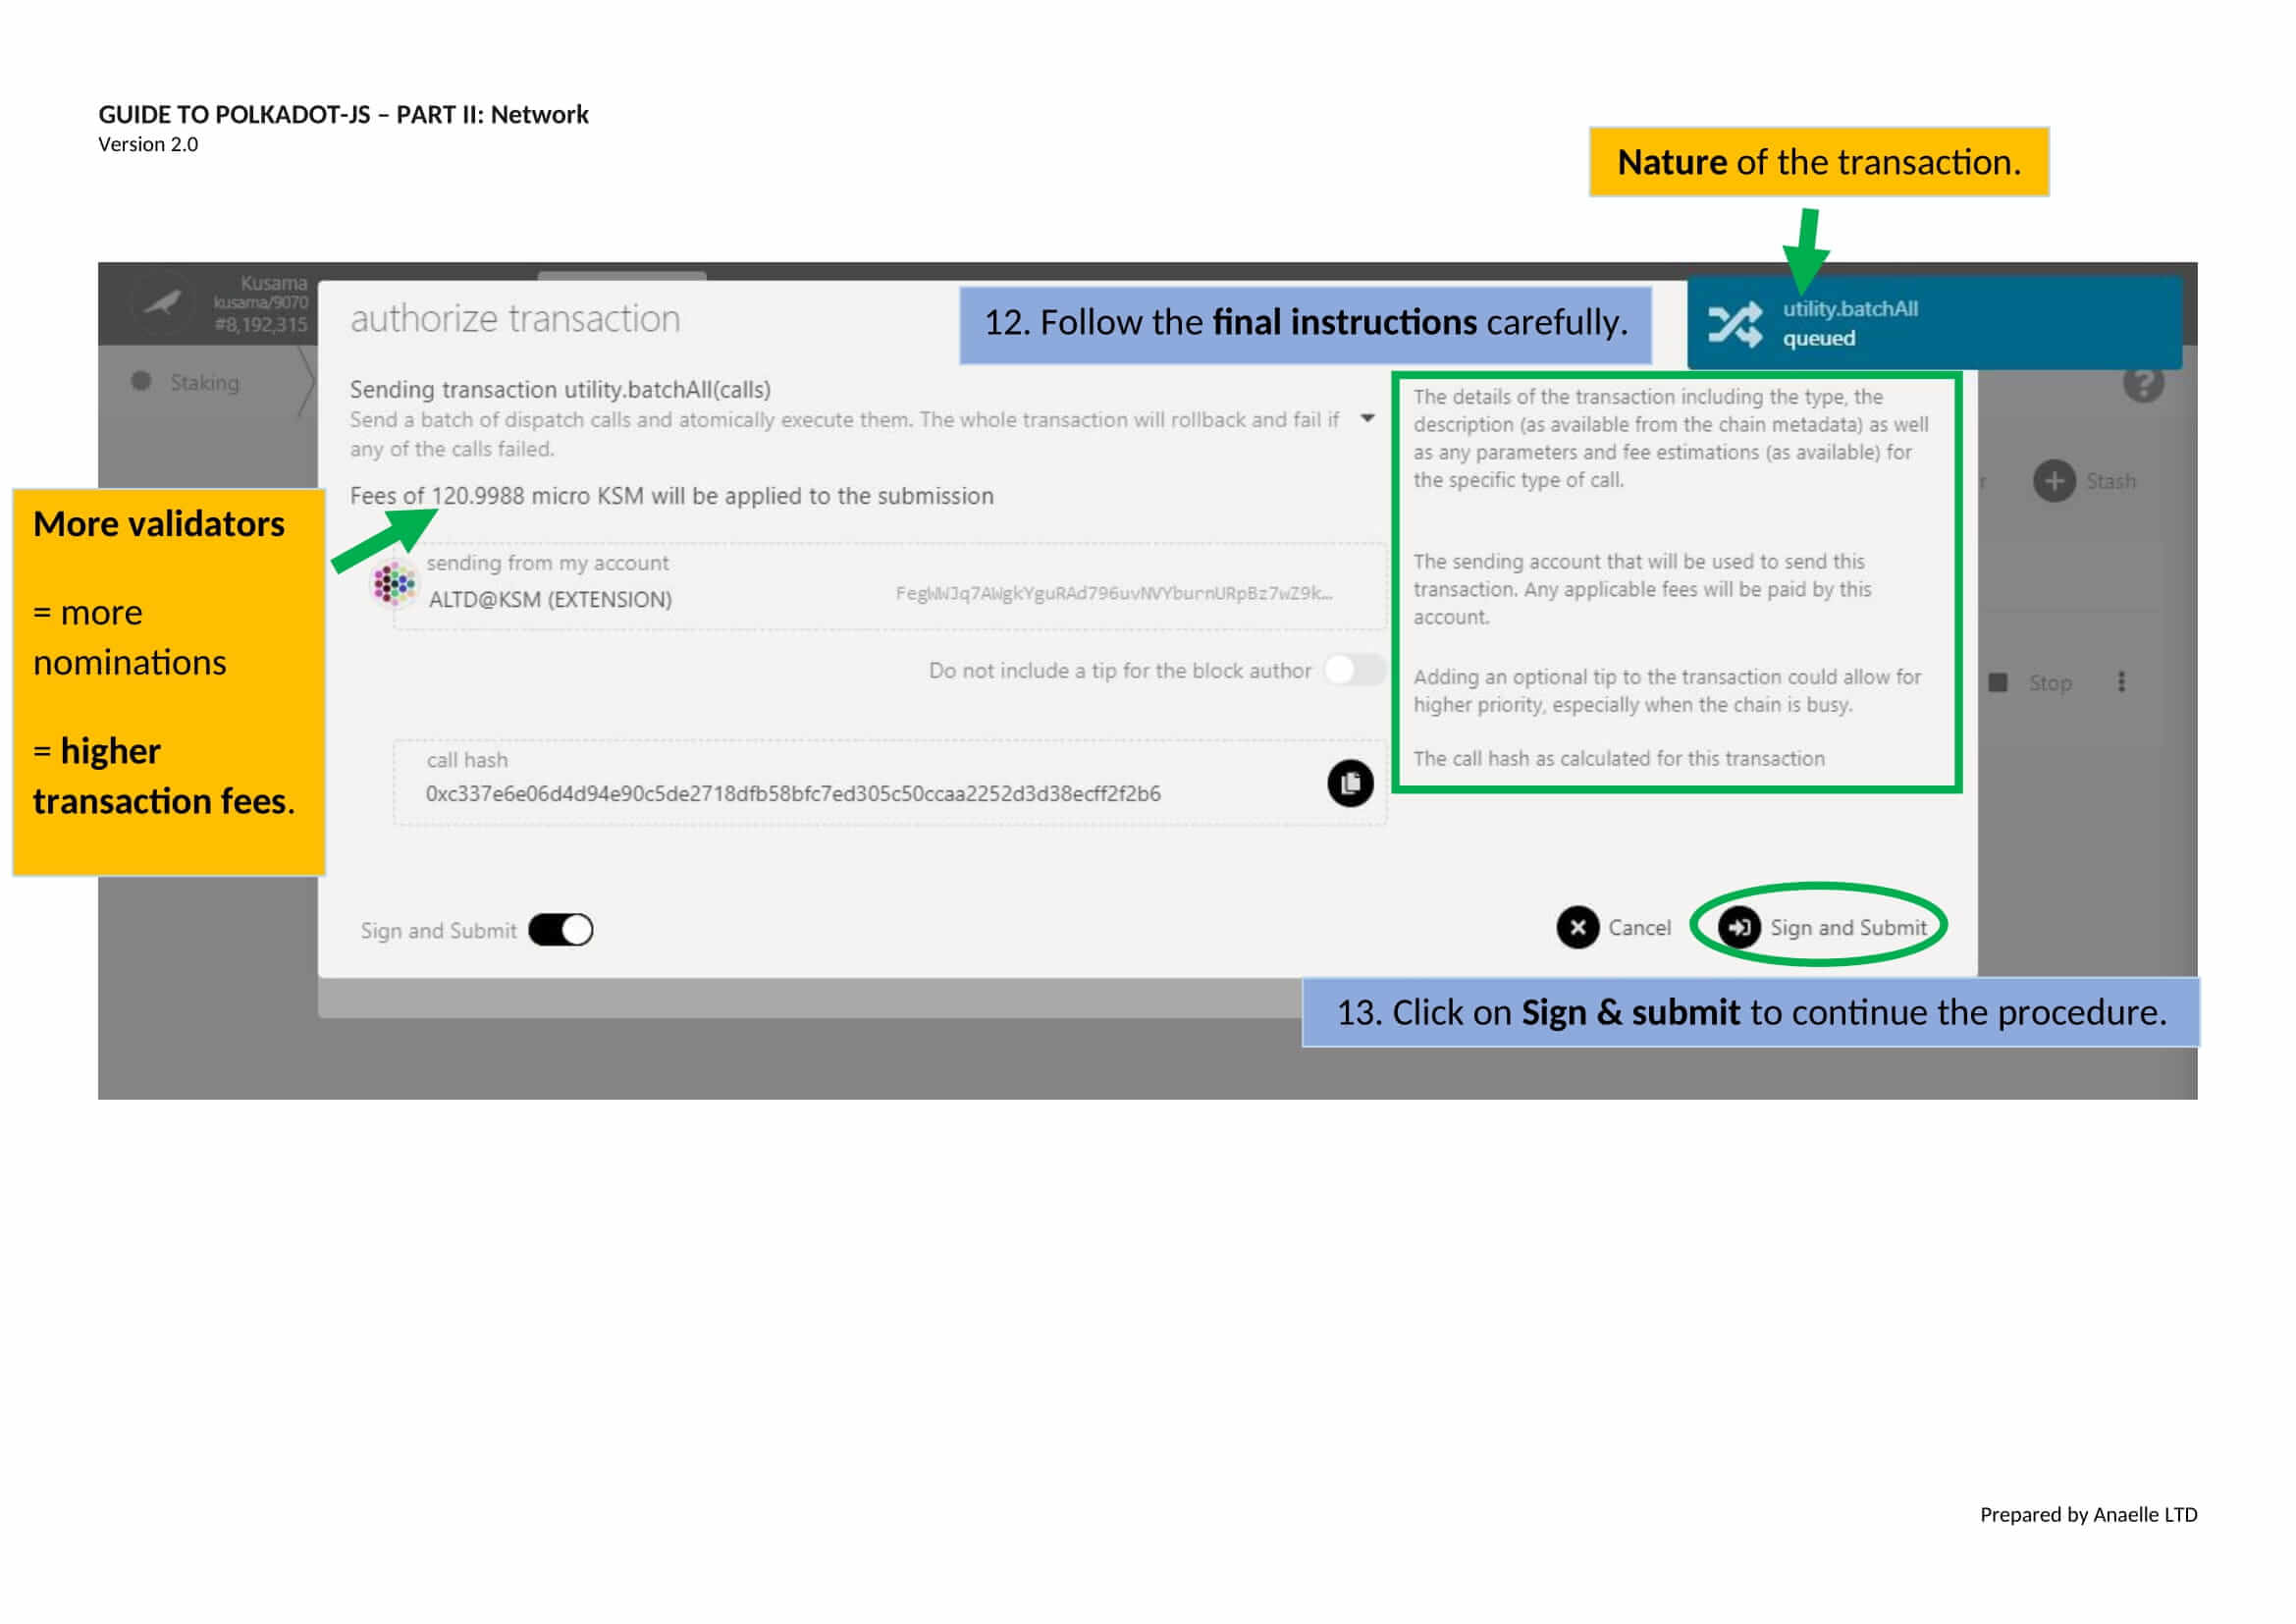 GUIDE TO POLKADOT-JS – PART II: Network
Version 2.0
Nature of the transaction.
Kusama
kusama/9070
#8,192,315
authorize transaction
12. Follow the final instructions carefully.
utility.batchAll
queued
Staking
Sending transaction utility.batchAll(calls)
Send a batch of dispatch calls and atomically execute them. The whole transaction will rollback and fail if
any of the calls failed.
The details of the transaction including the type, the
description (as available from the chain metadata) as well
as any parameters and fee estimations (as available) for
the specific type of call.
Stash
Fees of 120.9988 micro KSM will be applied to the submission
More validators
= more
nominations
= higher
transaction fees.
sending from my account
ALTD@KSM (EXTENSION)
FegWWJq7AWgkYguRAd796uvNVYburnURpBz7wZ9k...
The sending account that will be used to send this
transaction. Any applicable fees will be paid by this
account.
Do not include a tip for the block author
Adding an optional tip to the transaction could allow for
higher priority, especially when the chain is busy.
Stop
call hash
0xc337e6e06d4d94e90c5de2718dfb58bfc7ed305c50ccaa2252d3d38ecff2f2b6
The call hash as calculated for this transaction
Sign and Submit
Cancel
Sign and Submit
13. Click on Sign & submit to continue the procedure.
Prepared by Anaelle LTD